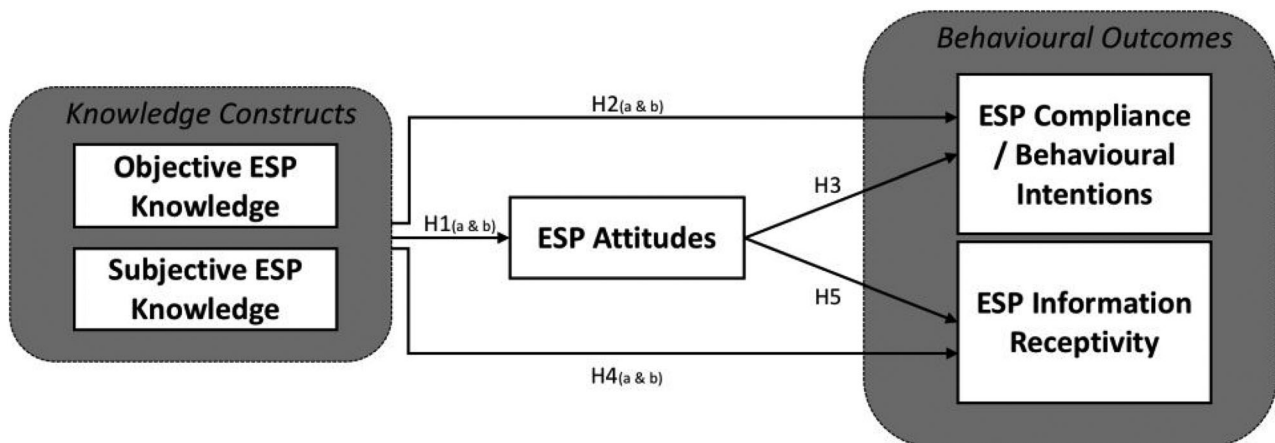 Knowledge Constructs
Objective ESP
Knowledge
Subjective ESP
Knowledge
H2(a & b)
H1(a & b)
H4(a & b)
ESP Attitudes
H3
H5
Behavioural Outcomes
ESP Compliance
/ Behavioural
Intentions
ESP Information
Receptivity